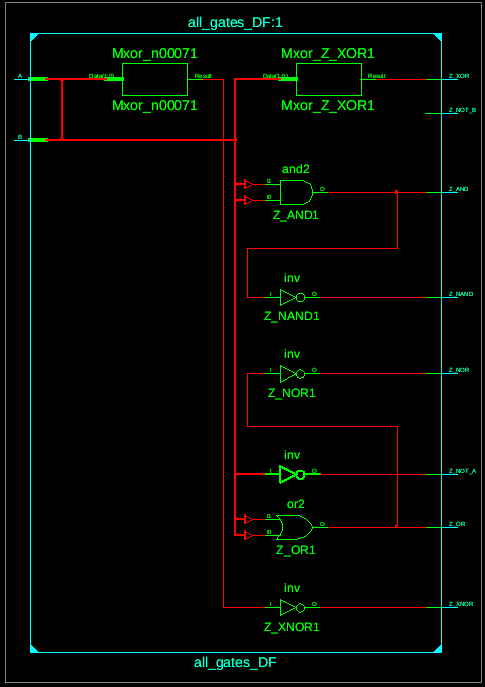 all_gates_DF:1
Mxor_n00071
Mxor_Z_XOR1
A
Data(1:0)
Result
Data(1:0)
Result
Z_XOR
Mxor_n00071
Mxor_Z_XOR1
Z_NOT_B
B
and2
I1
O
Z_AND
I0
Z_AND1
inv
I
O
Z_NAND
Z_NAND1
inv
I
O
Z_NOR
Z_NOR1
inv
I
O
Z_NOT_A
or2
I1
O
Z_OR
I0
Z_OR1
inv
I
O
Z_XNOR
Z_XNOR1
all_gates_DF